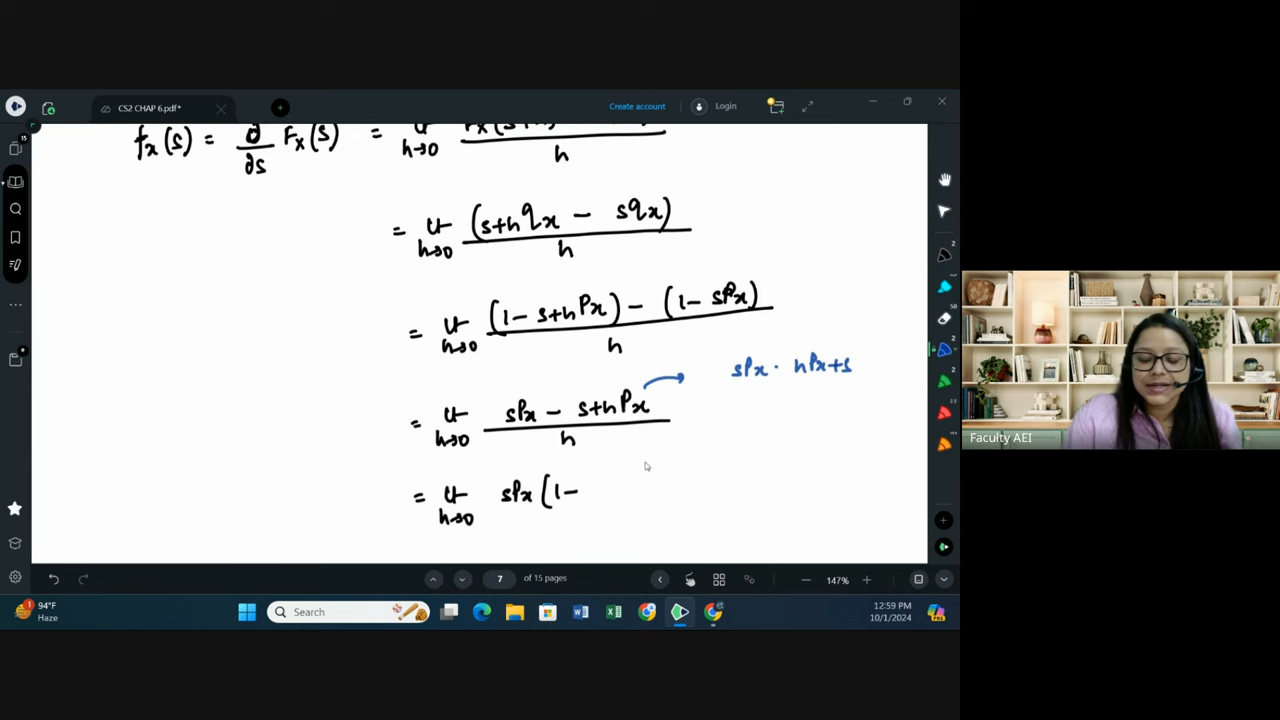 CS2 CHAP 6.pdf*
Create account
Login
15
fx(s) = ∂/∂s Fx(s) = Lt h→0 / h
= Lt h→0 (s+hqx − sqx) / h
= Lt h→0 (1 − s+hPx) − (1 − sPx) / h
sPx · hPx+s
= Lt h→0 sPx − s+hPx / h
= Lt h→0 sPx (1 −
Faculty AEI
7 of 15 pages
147%
94°F
Haze
Search
12:59 PM
10/1/2024